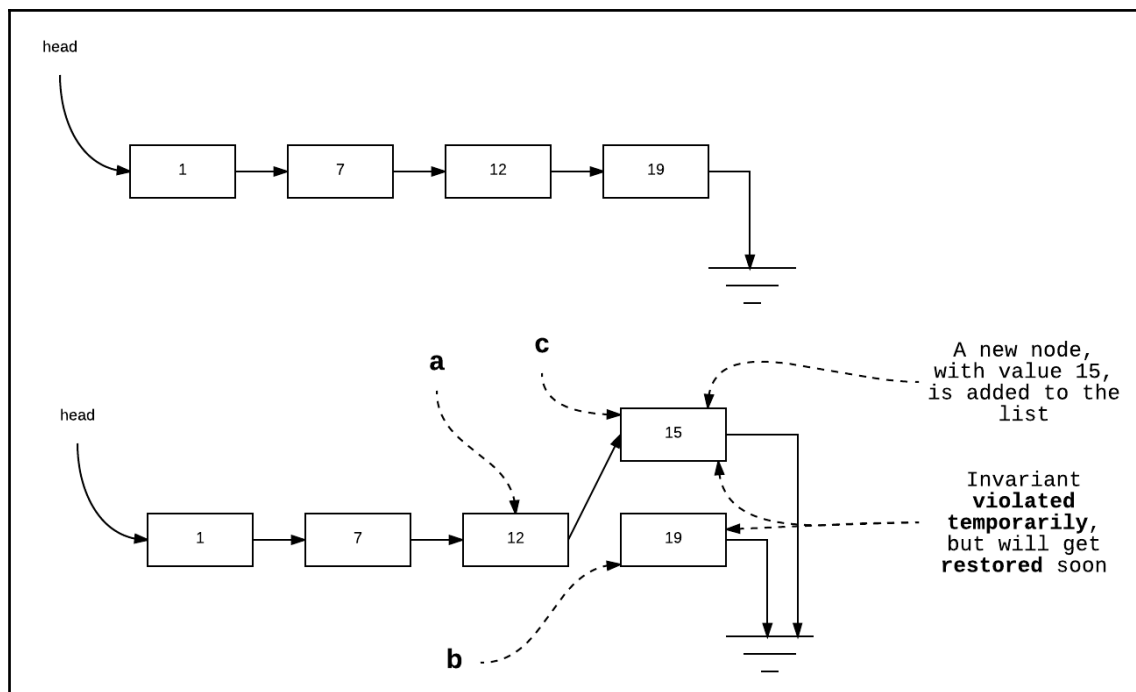 head
1
7
12
19
c
a
A new node,
with value 15,
is added to the
list
head
15
Invariant
violated
temporarily,
but will get
restored soon
1
7
12
19
b